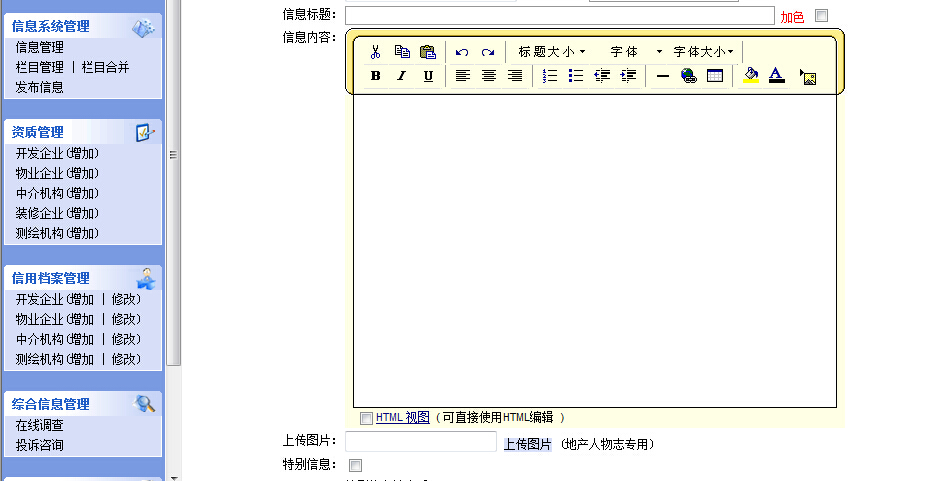 信息系统管理
信息管理
栏目管理 | 栏目合并
发布信息
资质管理
开发企业(增加)
物业企业(增加)
中介机构(增加)
装修企业(增加)
测绘机构(增加)
信用档案管理
开发企业(增加 | 修改)
物业企业(增加 | 修改)
中介机构(增加 | 修改)
测绘机构(增加 | 修改)
综合信息管理
在线调查
投诉咨询
信息标题: 加色
信息内容:
标题大小 字体 字体大小
B I U
A
HTML 视图 (可直接使用HTML编辑 )
上传图片: 上传图片 (地产人物志专用)
特别信息: